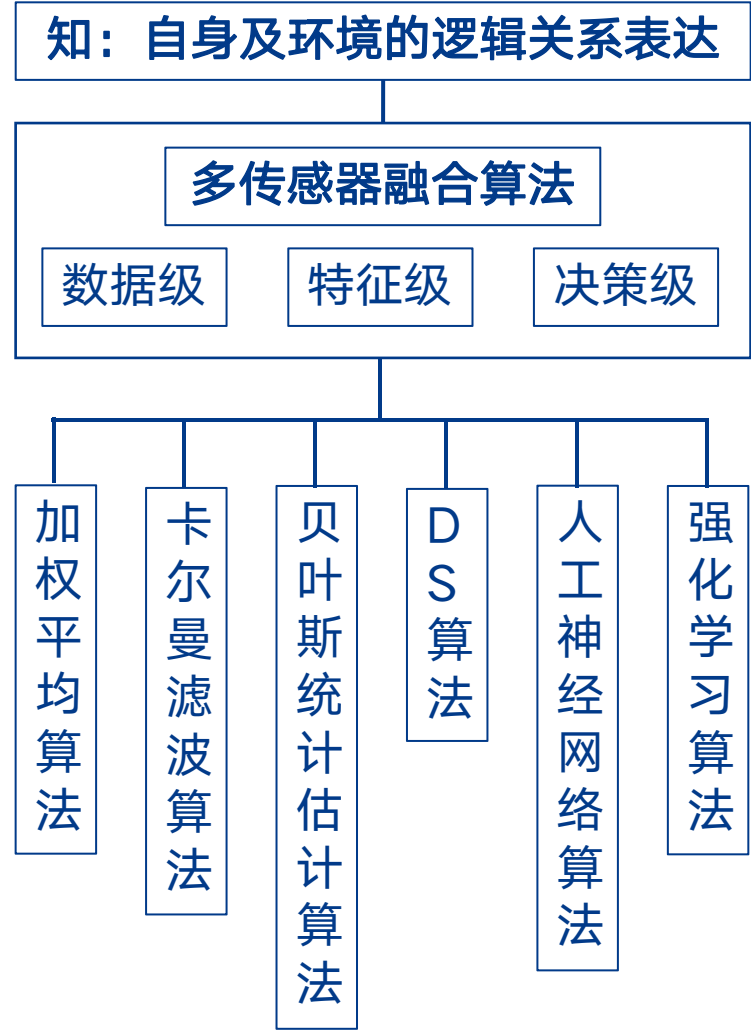 知：自身及环境的逻辑关系表达
多传感器融合算法
数据级
特征级
决策级
加权平均算法
卡尔曼滤波算法
贝叶斯统计估计算法
DS算法
人工神经网络算法
强化学习算法